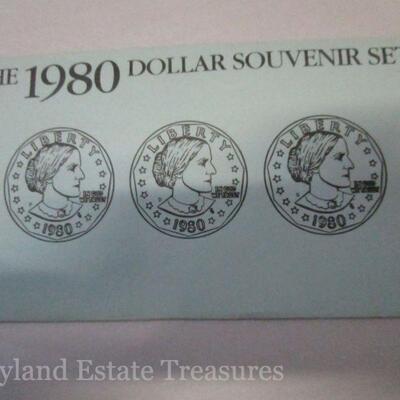 HE 1980 DOLLAR SOUVENIR SET
LIBERTY LIBERTY LIBERTY
1980 1980 1980
yland Estate Treasures